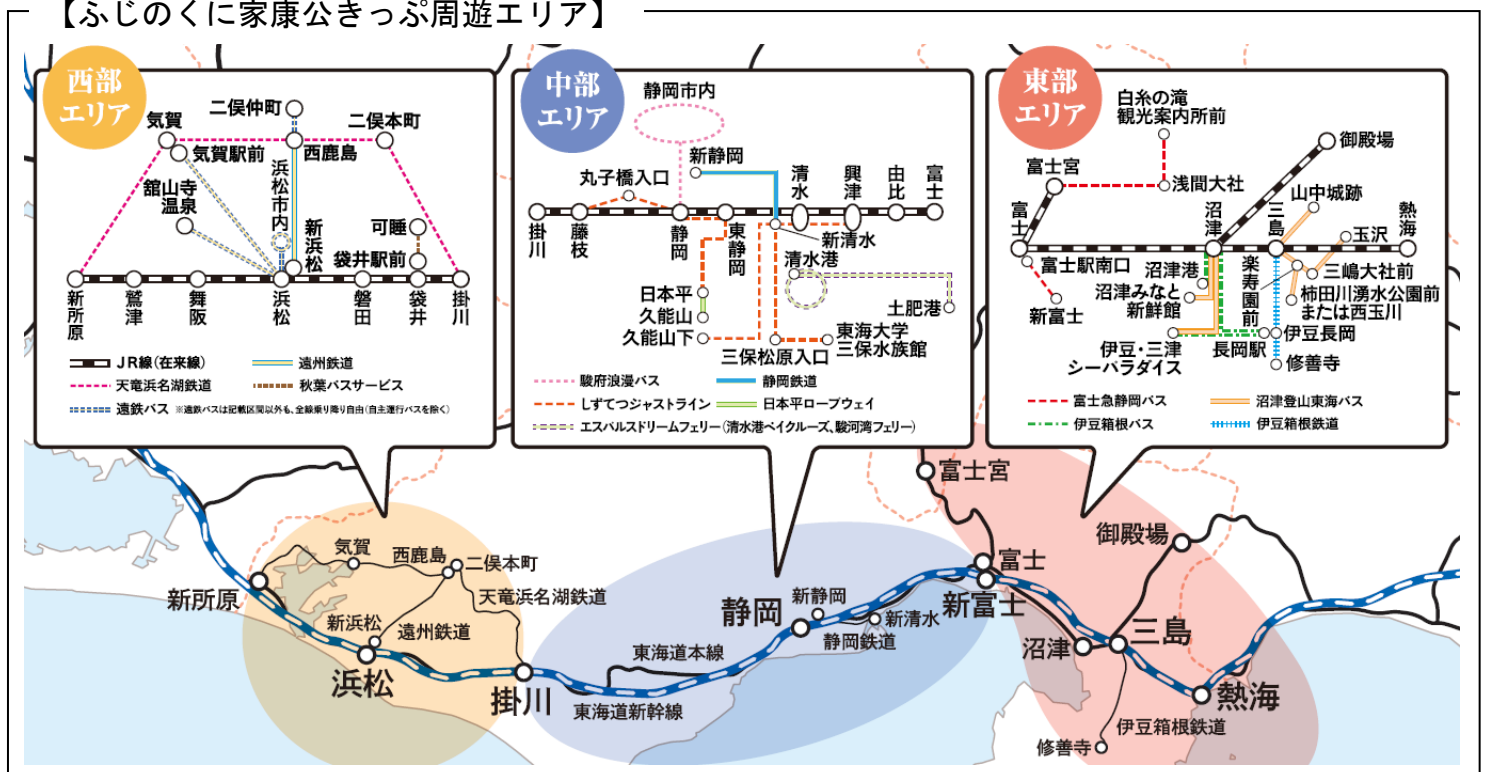 【ふじのくに家康公きっぷ周遊エリア】
西部
エリア
二俣仲町
気賀
二俣本町
気賀駅前
西鹿島
舘山寺
温泉
浜松市内
新浜松
可睡
袋井駅前
新所原
鷲津
舞阪
浜松
磐田
袋井
掛川
JR線(在来線)
遠州鉄道
天竜浜名湖鉄道
秋葉バスサービス
遠鉄バス ※遠鉄バスは記載区間以外も、全線乗り降り自由(自主運行バスを除く)
中部
エリア
静岡市内
新静岡
丸子橋入口
清水
興津
由比
富士
掛川
藤枝
静岡
東静岡
新清水
清水港
日本平
久能山
久能山下
土肥港
三保松原入口
東海大学
三保水族館
駿府浪漫バス
静岡鉄道
しずてつジャストライン
日本平ロープウェイ
エスパルスドリームフェリー(清水港ベイクルーズ、駿河湾フェリー)
東部
エリア
白糸の滝
観光案内所前
御殿場
富士宮
浅間大社
山中城跡
富士
沼津
三島
熱海
玉沢
富士駅南口
沼津港
楽寿園前
三嶋大社前
新富士
沼津みなと
新鮮館
柿田川湧水公園前
または西玉川
伊豆・三津
シーパラダイス
長岡駅
伊豆長岡
修善寺
富士急静岡バス
沼津登山東海バス
伊豆箱根バス
伊豆箱根鉄道
富士宮
御殿場
気賀
西鹿島
二俣本町
新所原
天竜浜名湖鉄道
新浜松
遠州鉄道
浜松
掛川
東海道本線
東海道新幹線
静岡
新静岡
新清水
静岡鉄道
富士
新富士
沼津
三島
熱海
伊豆箱根鉄道
修善寺